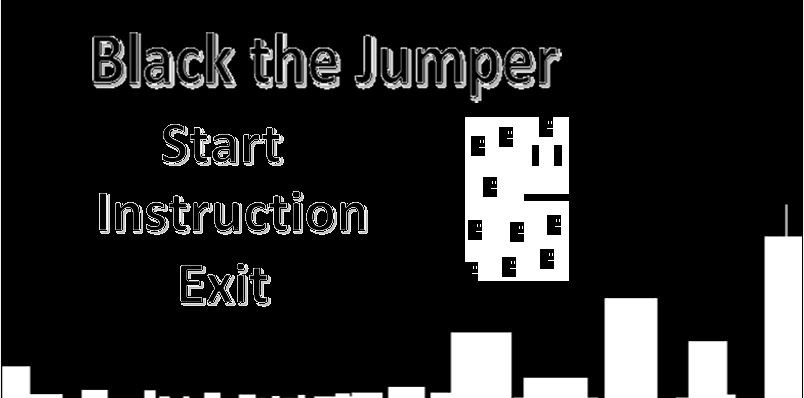 Black the Jumper
Start
Instruction
Exit